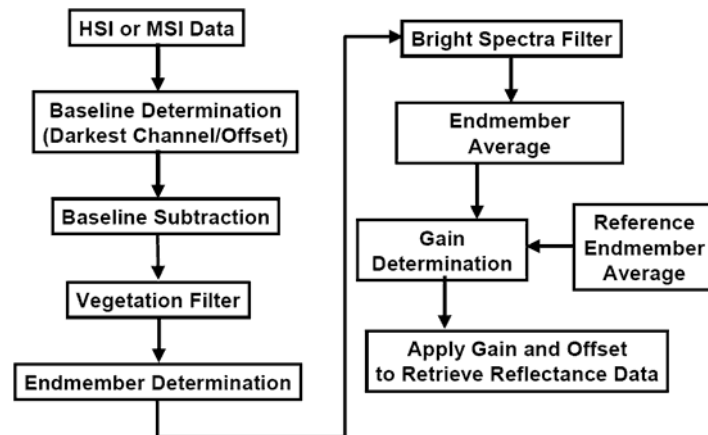 HSI or MSI Data
Baseline Determination
(Darkest Channel/Offset)
Baseline Subtraction
Vegetation Filter
Endmember Determination
Bright Spectra Filter
Endmember
Average
Gain
Determination
Reference
Endmember
Average
Apply Gain and Offset
to Retrieve Reflectance Data